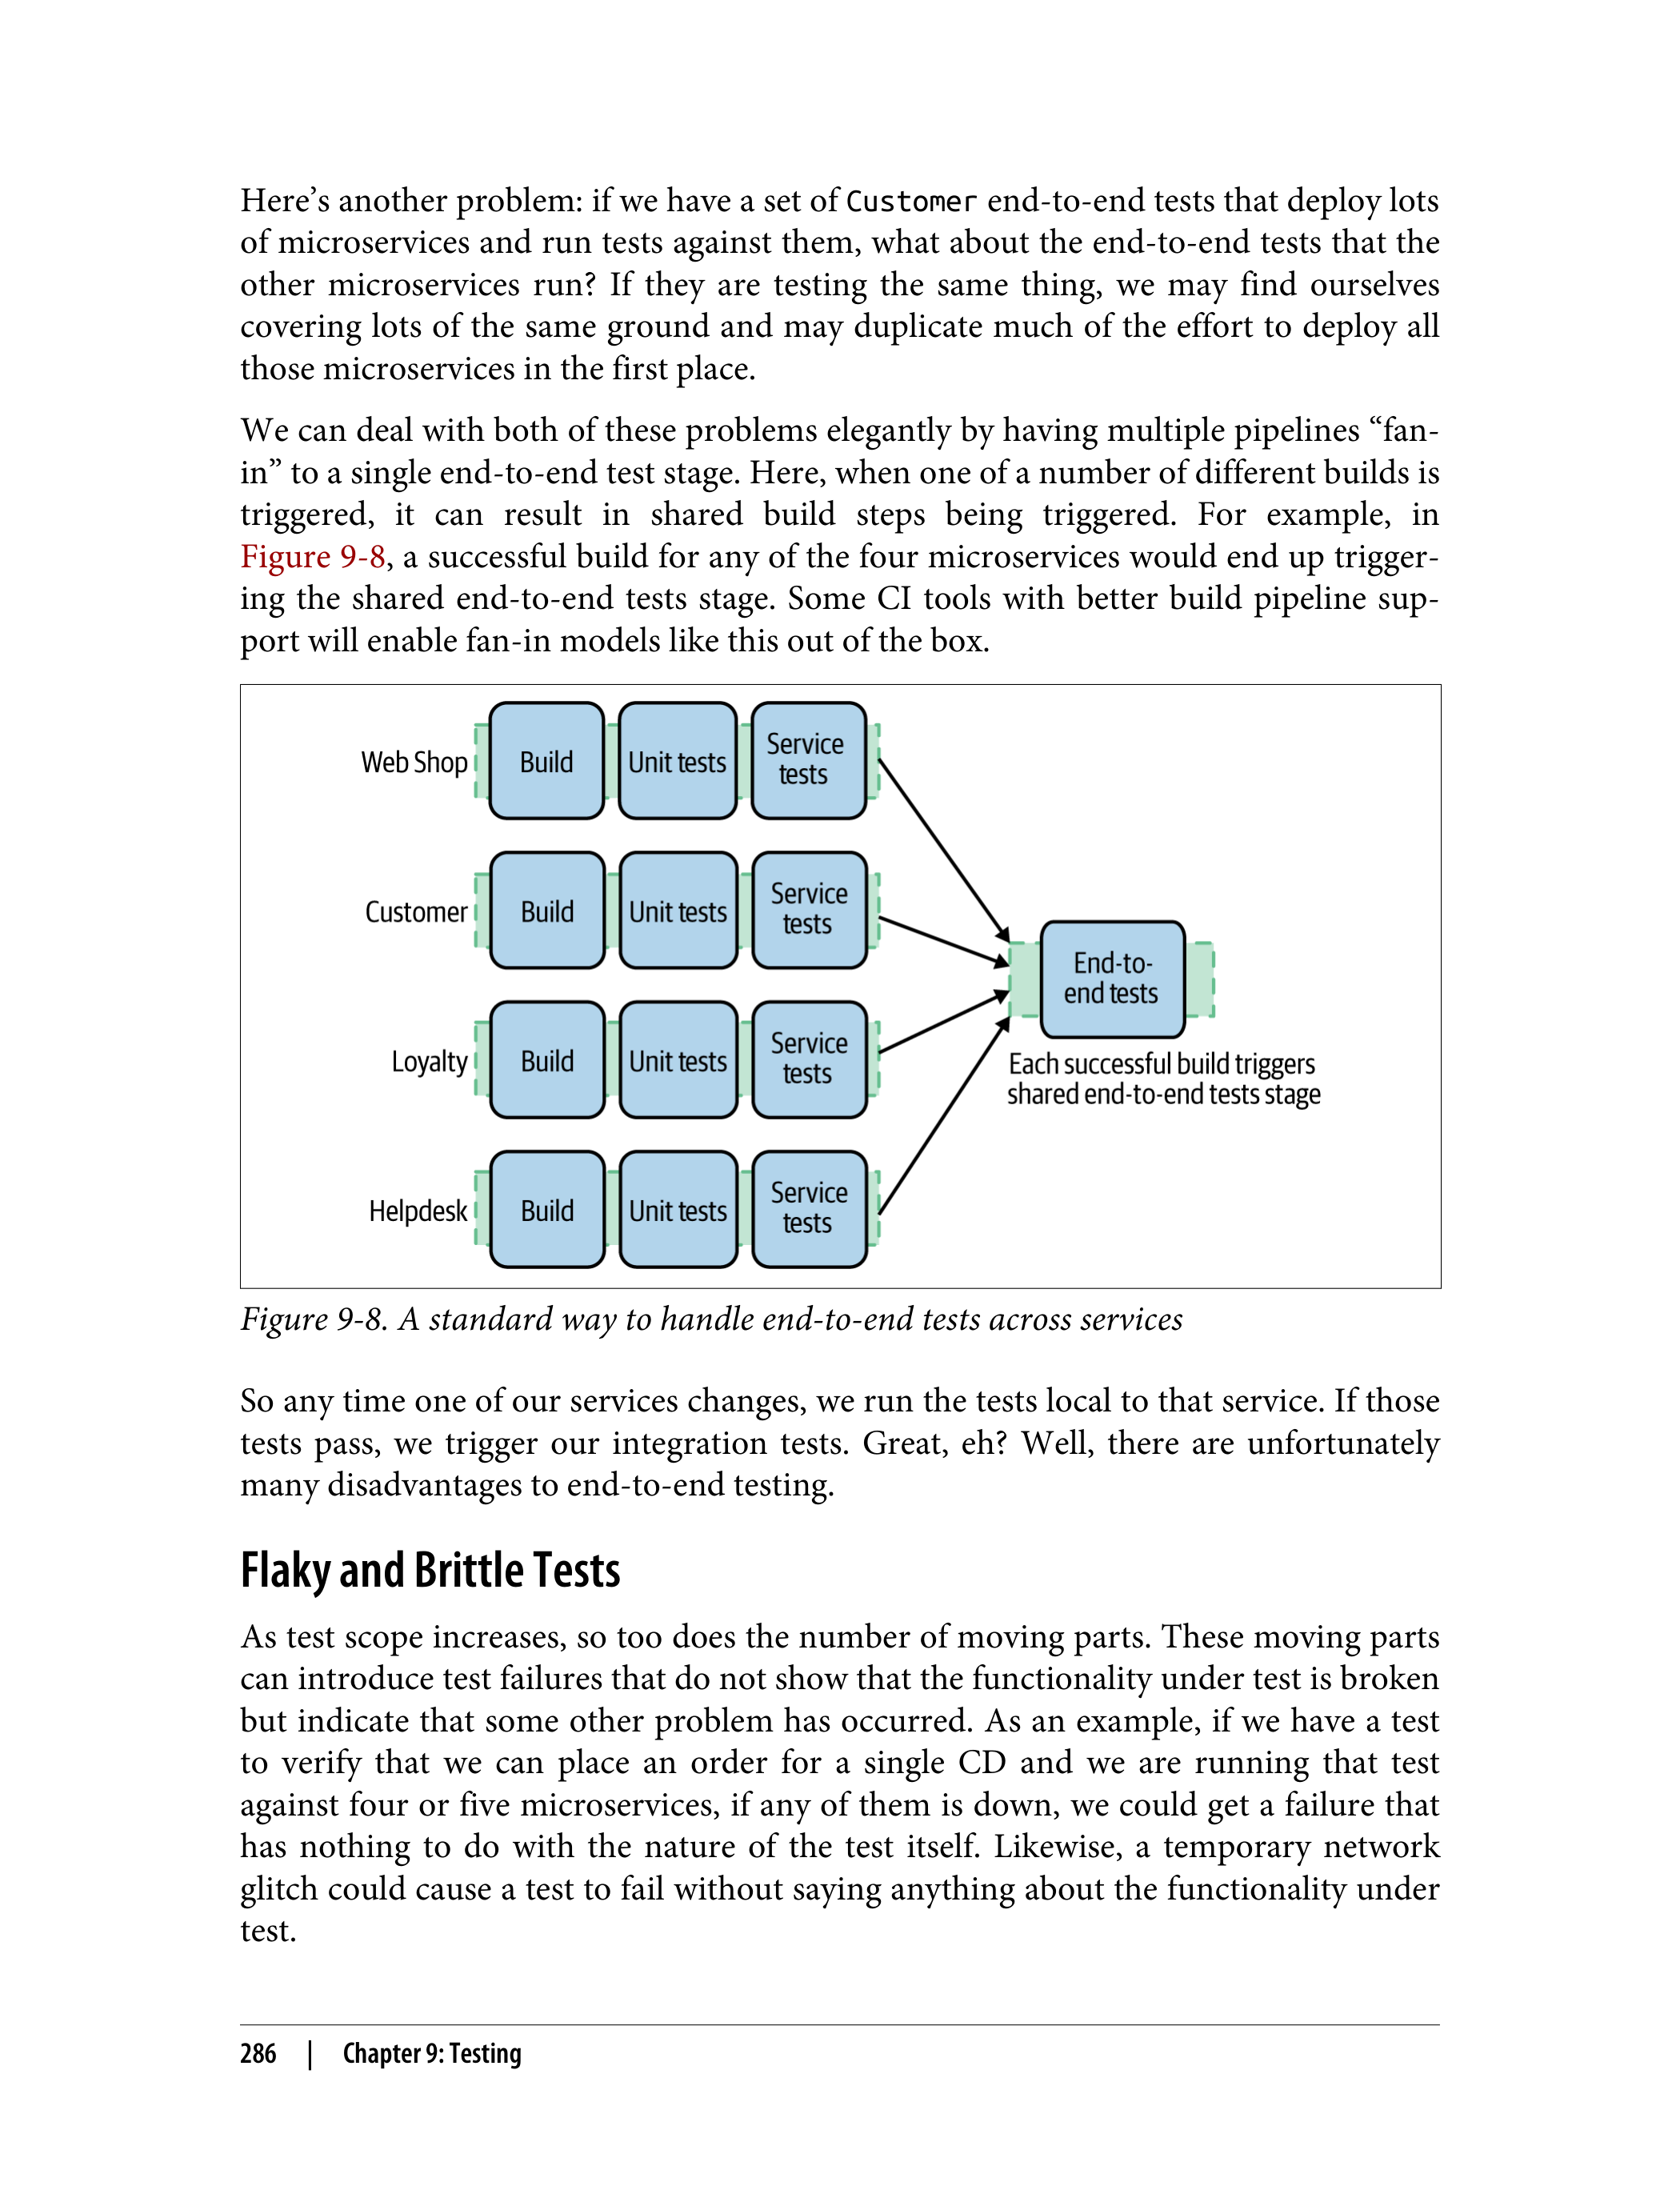 Here’s another problem: if we have a set of Customer end-to-end tests that deploy lots
of microservices and run tests against them, what about the end-to-end tests that the
other microservices run? If they are testing the same thing, we may find ourselves
covering lots of the same ground and may duplicate much of the effort to deploy all
those microservices in the first place.
We can deal with both of these problems elegantly by having multiple pipelines “fan-
in” to a single end-to-end test stage. Here, when one of a number of different builds is
triggered, it can result in shared build steps being triggered. For example, in
Figure 9-8, a successful build for any of the four microservices would end up trigger-
ing the shared end-to-end tests stage. Some CI tools with better build pipeline sup-
port will enable fan-in models like this out of the box.
Web Shop
Build
Unit tests
Service
tests
Customer
Build
Unit tests
Service
tests
Loyalty
Build
Unit tests
Service
tests
Helpdesk
Build
Unit tests
Service
tests
End-to-
end tests
Each successful build triggers
shared end-to-end tests stage
Figure 9-8. A standard way to handle end-to-end tests across services
So any time one of our services changes, we run the tests local to that service. If those
tests pass, we trigger our integration tests. Great, eh? Well, there are unfortunately
many disadvantages to end-to-end testing.
Flaky and Brittle Tests
As test scope increases, so too does the number of moving parts. These moving parts
can introduce test failures that do not show that the functionality under test is broken
but indicate that some other problem has occurred. As an example, if we have a test
to verify that we can place an order for a single CD and we are running that test
against four or five microservices, if any of them is down, we could get a failure that
has nothing to do with the nature of the test itself. Likewise, a temporary network
glitch could cause a test to fail without saying anything about the functionality under
test.
286 | Chapter 9: Testing